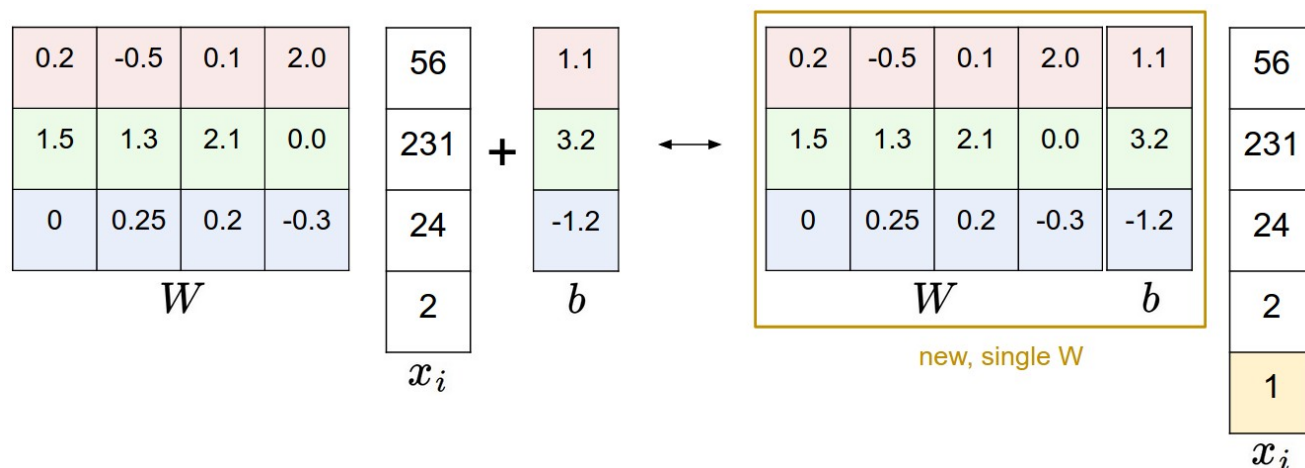 0.2 -0.5 0.1 2.0 56 1.1 0.2 -0.5 0.1 2.0 1.1 56
1.5 1.3 2.1 0.0 231 + 3.2 ↔ 1.5 1.3 2.1 0.0 3.2 231
0 0.25 0.2 -0.3 24 -1.2 0 0.25 0.2 -0.3 -1.2 24
W 2 b W b 2
x_i new, single W 1
x_i